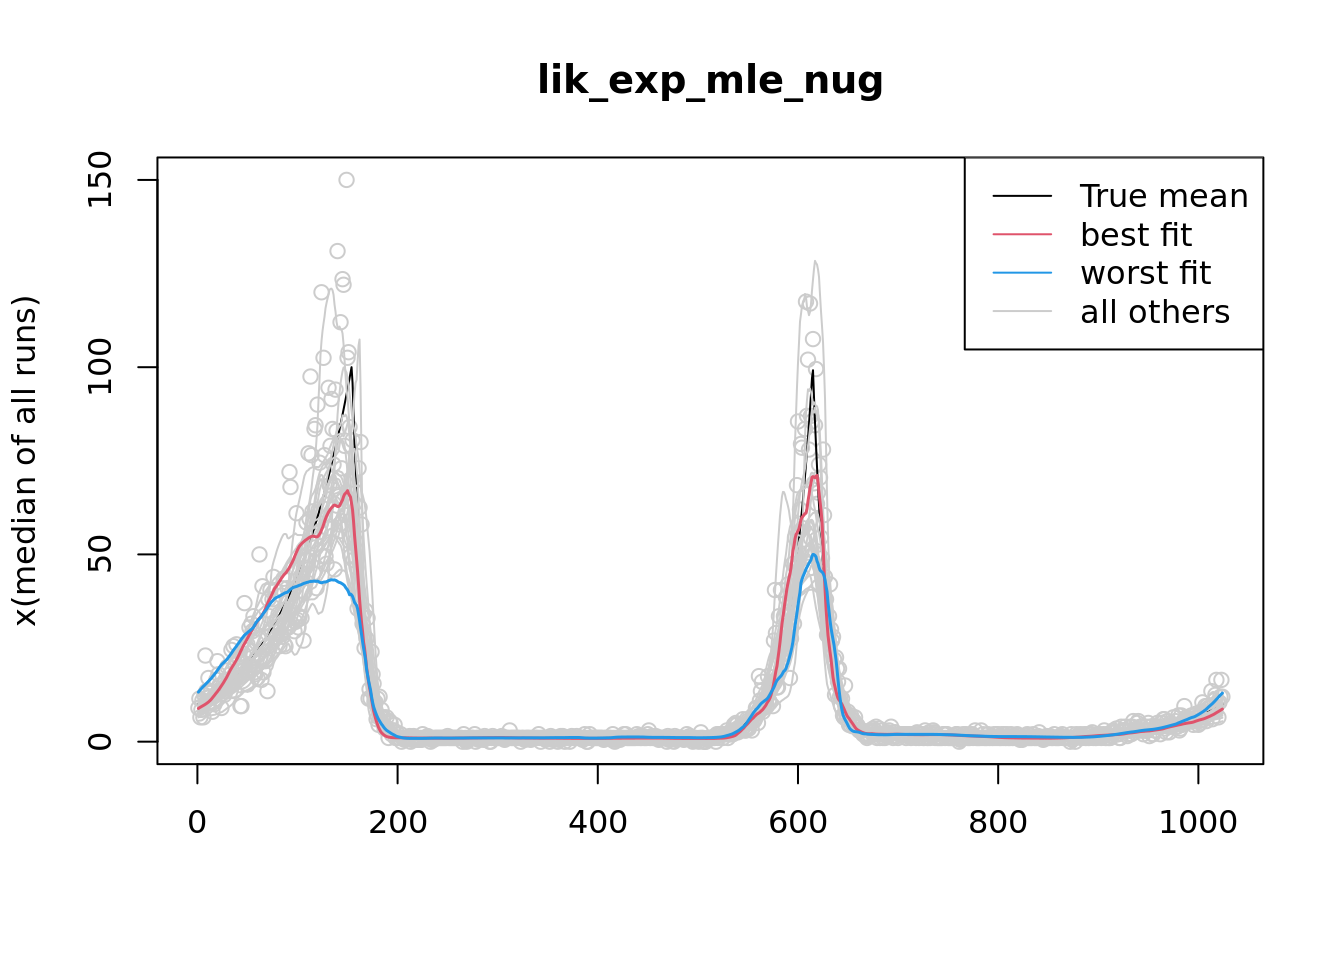 lik_exp_mle_nug
x(median of all runs)
150
100
50
0
True mean
best fit
worst fit
all others
0 200 400 600 800 1000